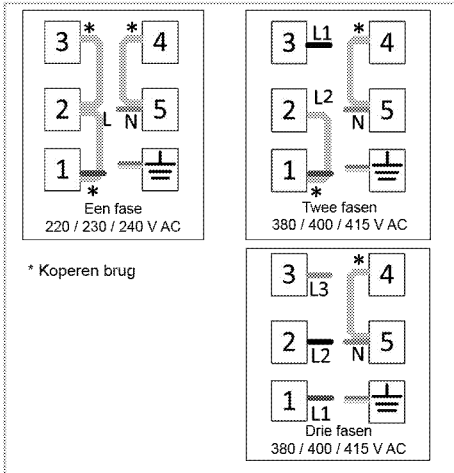 3 * * 4
2 L N 5
1
*
Een fase
220 / 230 / 240 V AC
3 L1 * 4
2 L2 N 5
1
*
Twee fasen
380 / 400 / 415 V AC
* Koperen brug
3 L3 * 4
2 L2 N 5
1 L1
Drie fasen
380 / 400 / 415 V AC